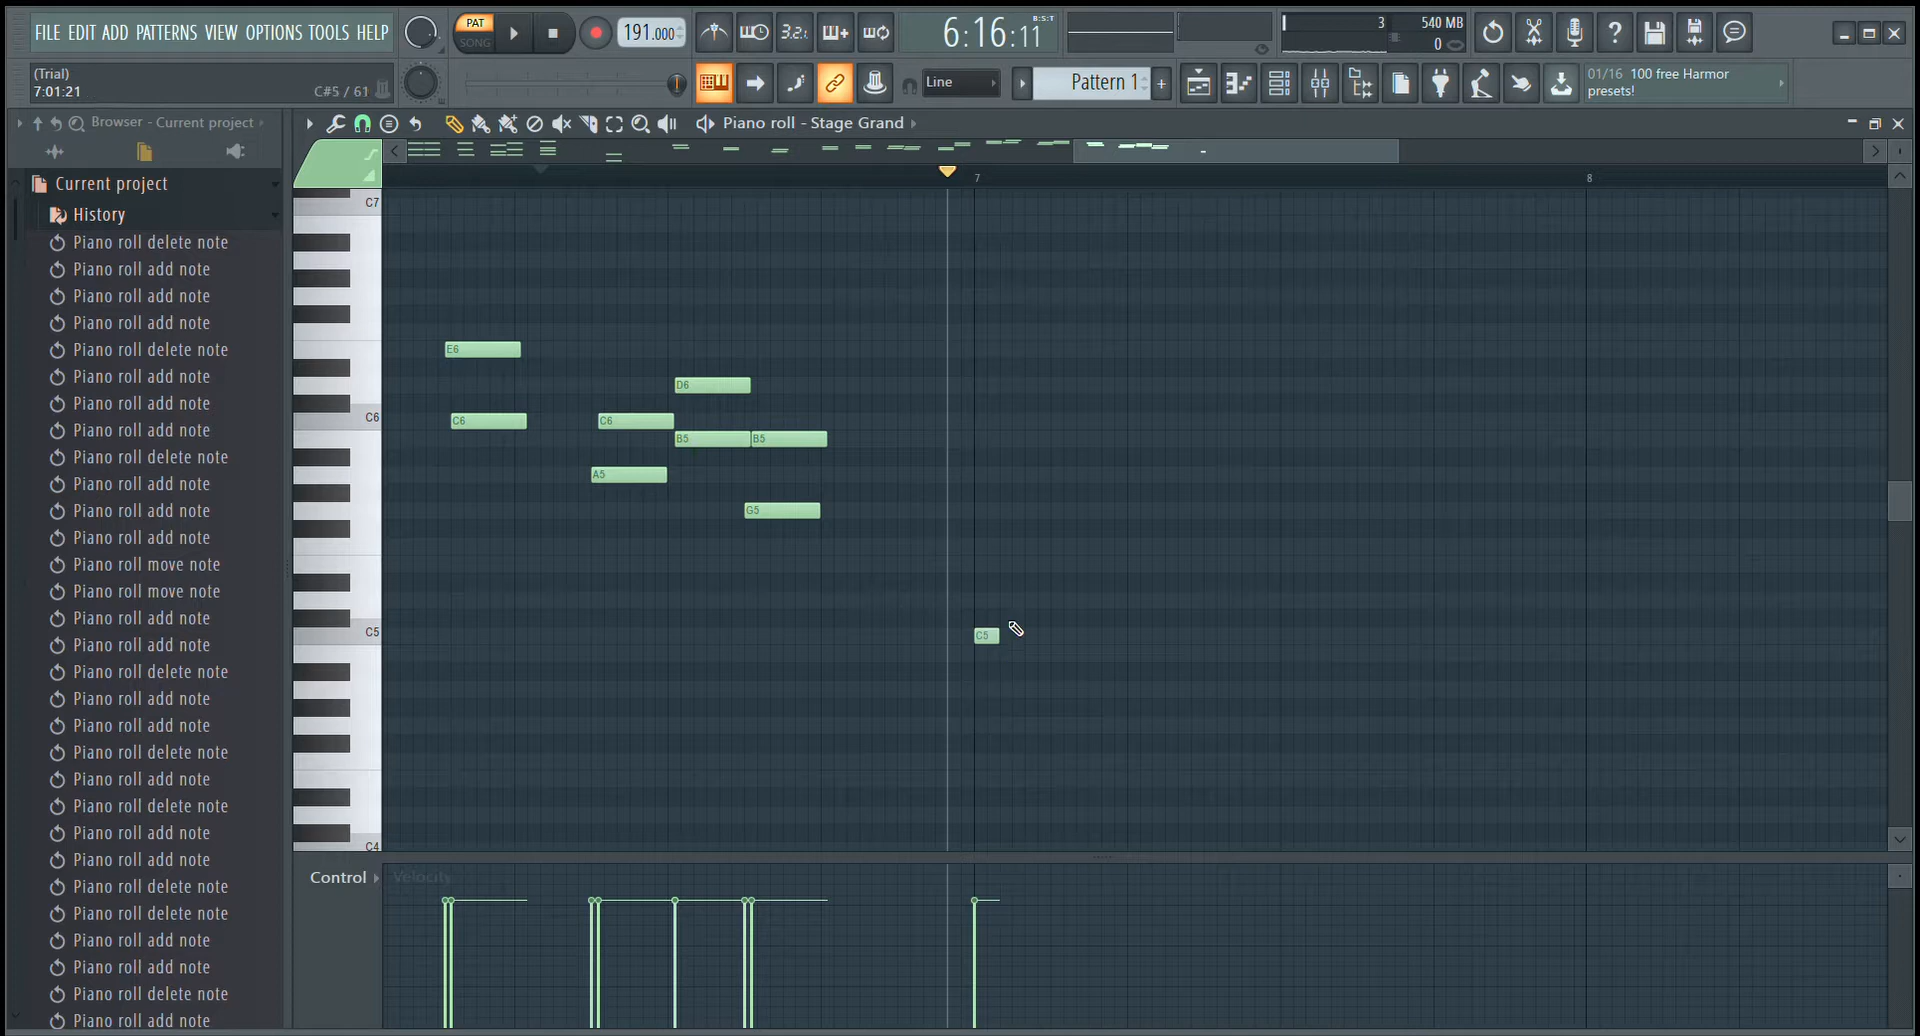 FILE EDIT ADD PATTERNS VIEW OPTIONS TOOLS HELP
PAT
SONG
191.000
3.2.
6:16:11
B:S:T
3
540 MB
0
(Trial)
7:01:21
C#5 / 61
Line
Pattern 1
01/16 100 free Harmor
presets!
Browser - Current project
Piano roll - Stage Grand
Current project
History
Piano roll delete note
Piano roll add note
Piano roll add note
Piano roll add note
Piano roll delete note
Piano roll add note
Piano roll add note
Piano roll add note
Piano roll delete note
Piano roll add note
Piano roll add note
Piano roll add note
Piano roll move note
Piano roll move note
Piano roll add note
Piano roll add note
Piano roll delete note
Piano roll add note
Piano roll add note
Piano roll delete note
Piano roll add note
Piano roll delete note
Piano roll add note
Piano roll add note
Piano roll delete note
Piano roll delete note
Piano roll add note
Piano roll add note
Piano roll delete note
Piano roll add note
7
8
C7
E6
D6
C6
C6
C6
B5
B5
A5
G5
C5
C5
C4
Control
Velocity